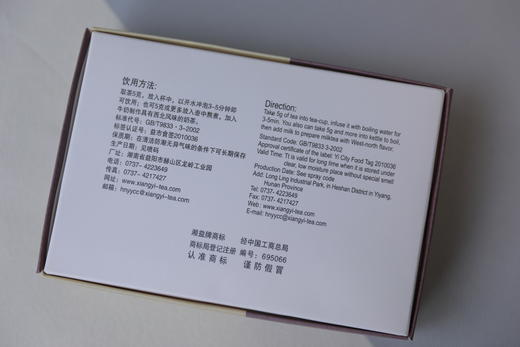 饮用方法:
取茶5克，放入杯中，以开水冲泡3-5分钟即
可饮用；也可5克或更多放入壶中熬煮，加入
牛奶制作具有西北风味的奶茶。
标准代号: GB/T9833·3-2002
标签认证号: 益市食签2010036
保质期: 在清洁防潮无异气味的条件下可长期保存
生产日期: 见喷码
厂址: 湖南省益阳市赫山区龙岭工业园
电话: 0737- 4223649
传真: 0737- 4217427
网址: www.xiangyi-tea.com
邮箱: hnyycc@xiangyi-tea.com
Direction:
Take 5g of tea into tea-cup, infuse it with boiling water for
3-5min. You also can take 5g and more into kettle to boil,
then add milk to prepare milktea with West-north flavor.
Standard Code: GB/T9833.3-2002
Approval certificate of the label: Yi City Food Tag 2010036
Valid Time: Tt is valid for long time when it is stored under
clear, low moisture place without special smell
Production Date: See spray code
Add: Long Ling Industrial Park, in Heshan District in Yiyang,
Hunan Province
Tel: 0737- 4223649
Fax: 0737- 4217427
Web : www.xiangyi-tea.com
E-mail: hnyycc@xiangyi-tea.com
湘益牌商标 经中国工商总局
商标局登记注册 编号: 695066
认准商标 谨防假冒